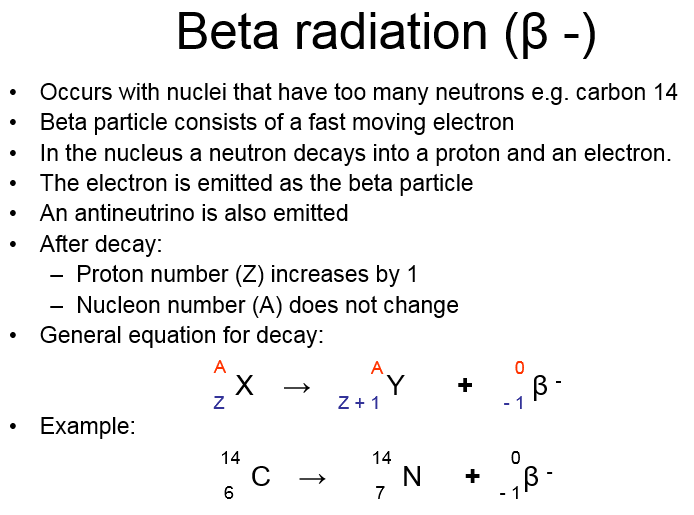 Beta radiation (β -)
• Occurs with nuclei that have too many neutrons e.g. carbon 14
• Beta particle consists of a fast moving electron
• In the nucleus a neutron decays into a proton and an electron.
• The electron is emitted as the beta particle
• An antineutrino is also emitted
• After decay:
– Proton number (Z) increases by 1
– Nucleon number (A) does not change
• General equation for decay:
A A 0
X → Y + β -
Z Z + 1 - 1
• Example:
14 14 0
C → N + β -
6 7 - 1